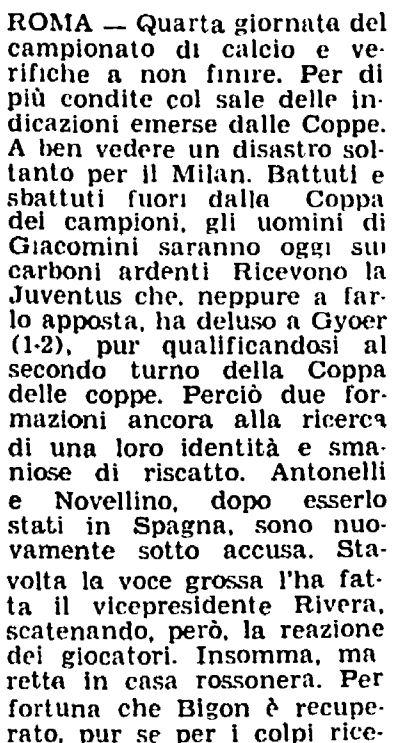 ROMA — Quarta giornata del
campionato di calcio e ve-
rifiche a non finire. Per di
più condite col sale delle in-
dicazioni emerse dalle Coppe.
A ben vedere un disastro sol-
tanto per il Milan. Battuti e
sbattuti fuori dalla Coppa
dei campioni, gli uomini di
Giacomini saranno oggi sui
carboni ardenti Ricevono la
Juventus che, neppure a far-
lo apposta, ha deluso a Gyoer
(1-2), pur qualificandosi al
secondo turno della Coppa
delle coppe. Perciò due for-
mazioni ancora alla ricerca
di una loro identità e sma-
niose di riscatto. Antonelli
e Novellino, dopo esserlo
stati in Spagna, sono nuo-
vamente sotto accusa. Sta-
volta la voce grossa l'ha fat-
ta il vicepresidente Rivera,
scatenando, però, la reazione
dei giocatori. Insomma, ma
retta in casa rossonera. Per
fortuna che Bigon è recupe-
rato, pur se per i colpi rice-